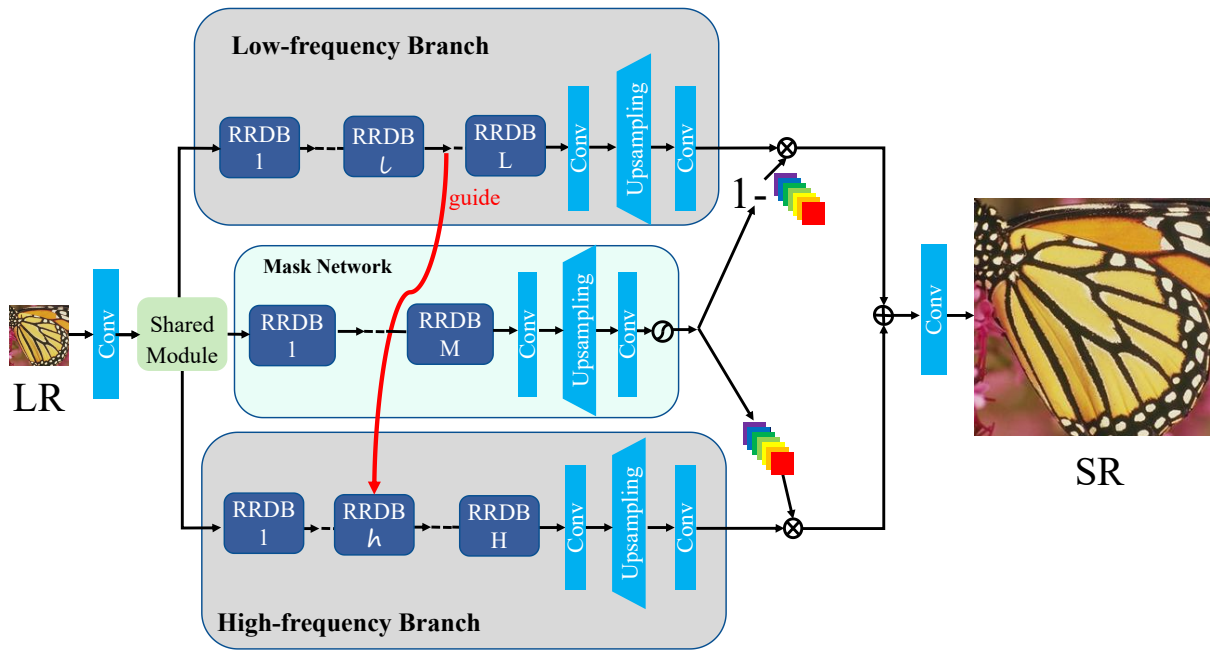 Low-frequency Branch
RRDB
1
RRDB
l
RRDB
L
Conv
Upsampling
Conv
guide
1-
Mask Network
RRDB
1
RRDB
M
Conv
Upsampling
Conv
LR
Conv
Shared
Module
Conv
SR
RRDB
1
RRDB
h
RRDB
H
Conv
Upsampling
Conv
High-frequency Branch